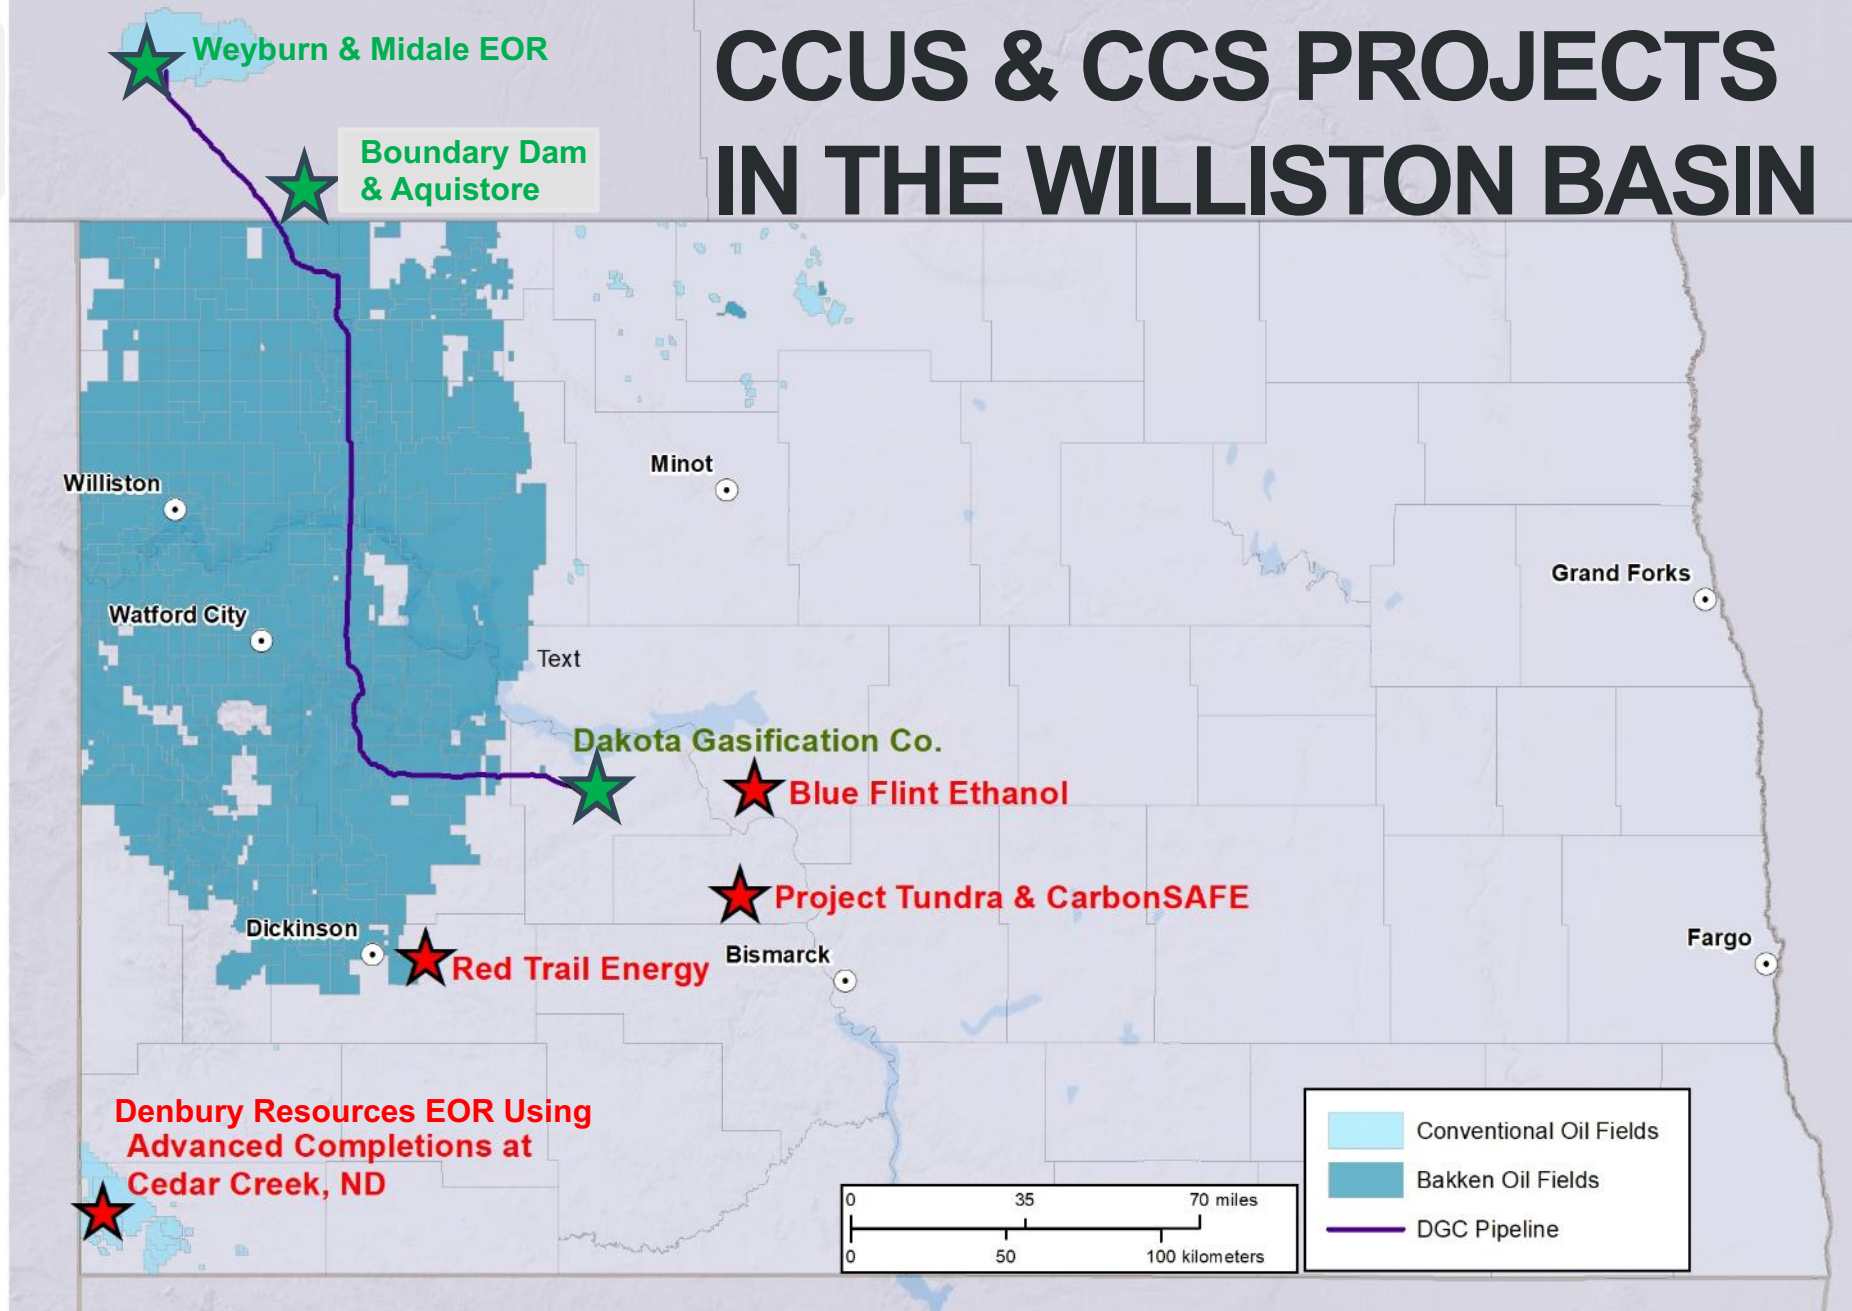 CCUS & CCS PROJECTS
IN THE WILLISTON BASIN
Weyburn & Midale EOR
Boundary Dam
& Aquistore
Minot
Williston
Grand Forks
Watford City
Text
Dakota Gasification Co.
Blue Flint Ethanol
Project Tundra & CarbonSAFE
Dickinson
Red Trail Energy
Bismarck
Fargo
Denbury Resources EOR Using
Advanced Completions at
Cedar Creek, ND
0 35 70 miles
0 50 100 kilometers
Conventional Oil Fields
Bakken Oil Fields
DGC Pipeline